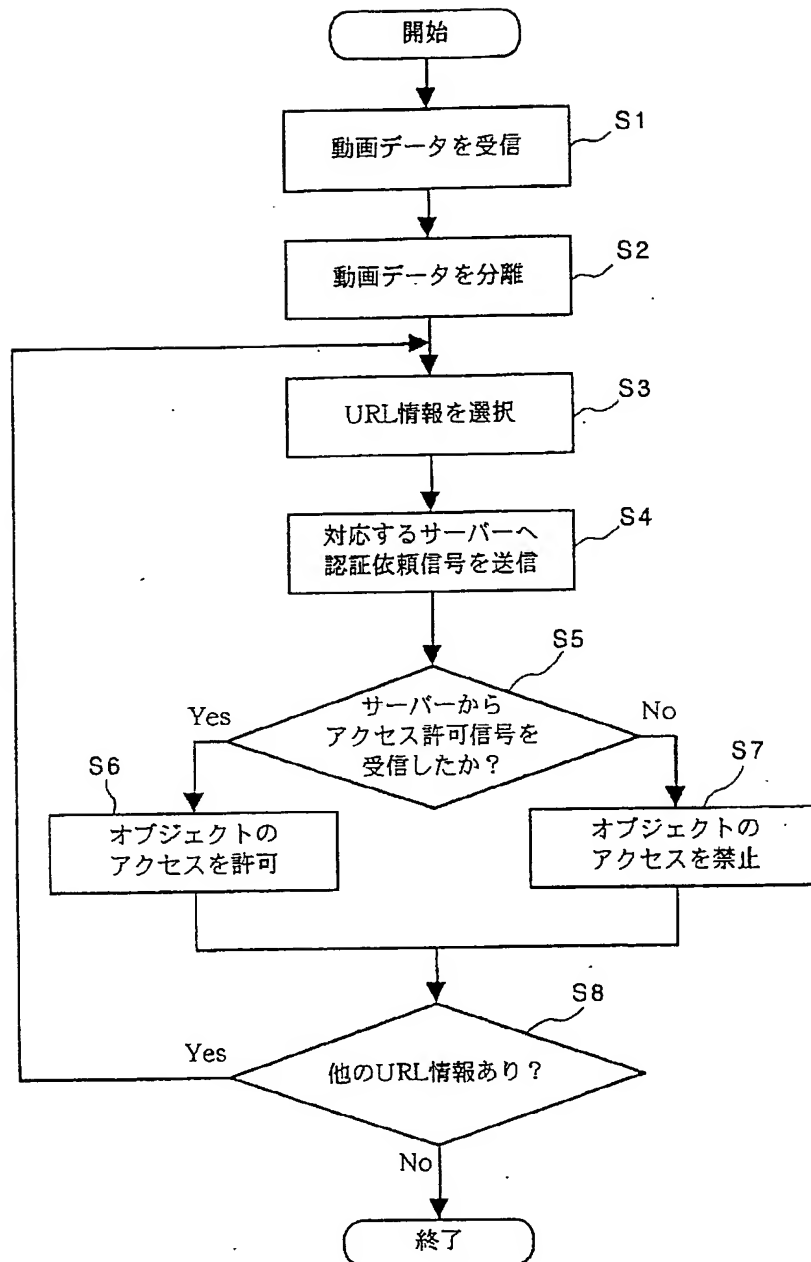 開始
S1
動画データを受信
S2
動画データを分離
S3
URL情報を選択
S4
対応するサーバーへ
認証依頼信号を送信
S5
サーバーから
アクセス許可信号を
受信したか？
Yes
No
S6
オブジェクトの
アクセスを許可
S7
オブジェクトの
アクセスを禁止
S8
他のURL情報あり？
Yes
No
終了